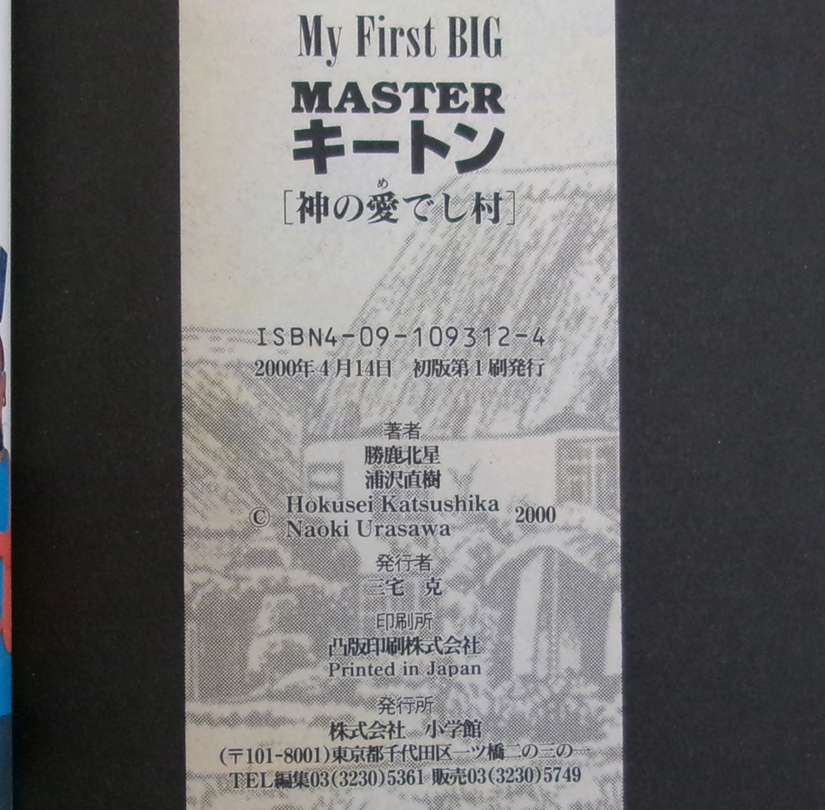 My First BIG
MASTER
キートン
め
[神の愛でし村]
ISBN4-09-109312-4
2000年4月14日 初版第1刷発行
著者
勝鹿北星
浦沢直樹
© Hokusei Katsushika
Naoki Urasawa 2000
発行者
三宅 克
印刷所
凸版印刷株式会社
Printed in Japan
発行所
株式会社 小学館
(〒101-8001)東京都千代田区一ツ橋二の三の一
TEL編集03(3230)5361 販売03(3230)5749